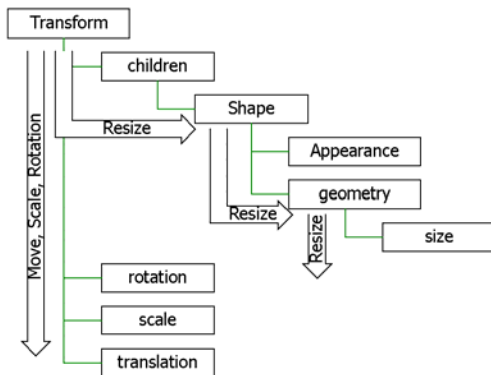 Transform
children
Shape
Resize
Appearance
geometry
Resize
size
Resize
Move, Scale, Rotation
rotation
scale
translation